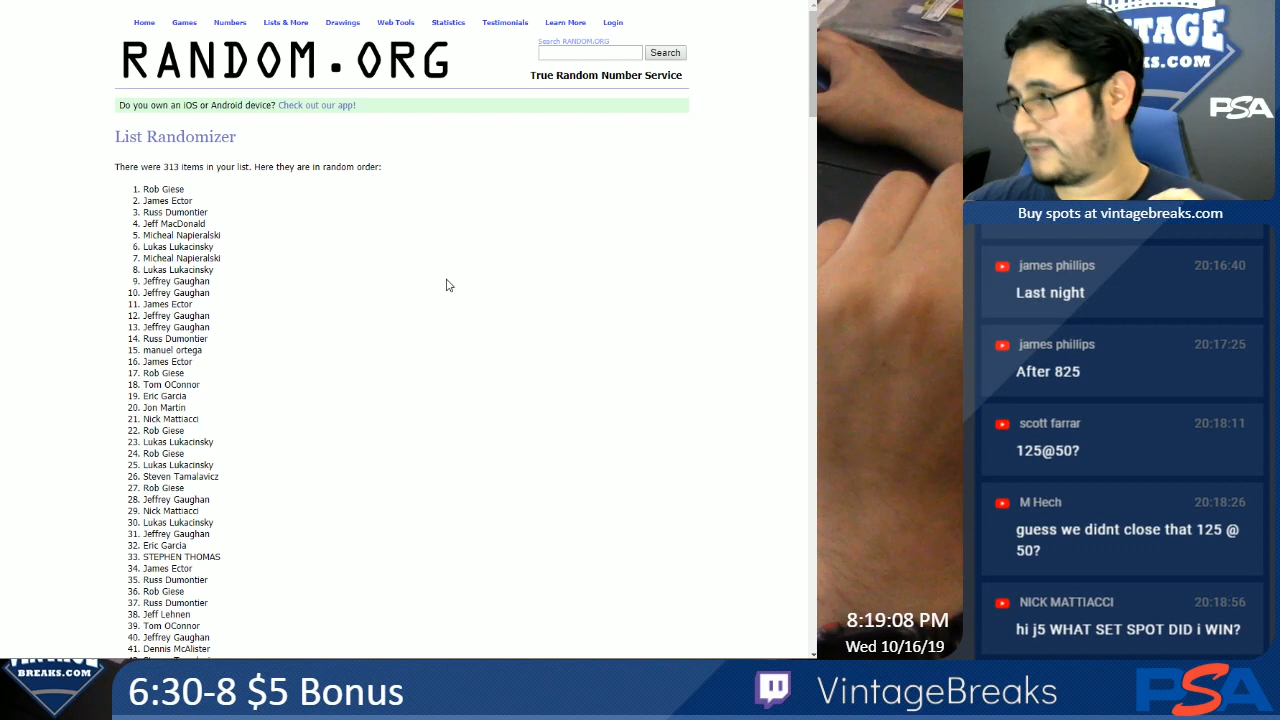 Home Games Numbers Lists & More Drawings Web Tools Statistics Testimonials Learn More Login
RANDOM.ORG
Search RANDOM.ORG
Search
True Random Number Service
Do you own an iOS or Android device? Check out our app!
List Randomizer
There were 313 items in your list. Here they are in random order:
1. Rob Giese
2. James Ector
3. Russ Dumontier
4. Jeff MacDonald
5. Micheal Napieralski
6. Lukas Lukacinsky
7. Micheal Napieralski
8. Lukas Lukacinsky
9. Jeffrey Gaughan
10. Jeffrey Gaughan
11. James Ector
12. Jeffrey Gaughan
13. Jeffrey Gaughan
14. Russ Dumontier
15. manuel ortega
16. James Ector
17. Rob Giese
18. Tom OConnor
19. Eric Garcia
20. Jon Martin
21. Nick Mattiacci
22. Rob Giese
23. Lukas Lukacinsky
24. Rob Giese
25. Lukas Lukacinsky
26. Steven Tamalavicz
27. Rob Giese
28. Jeffrey Gaughan
29. Nick Mattiacci
30. Lukas Lukacinsky
31. Jeffrey Gaughan
32. Eric Garcia
33. STEPHEN THOMAS
34. James Ector
35. Russ Dumontier
36. Rob Giese
37. Russ Dumontier
38. Jeff Lehnen
39. Tom OConnor
40. Jeffrey Gaughan
41. Dennis McAlister
VINTAGE
PSA
Buy spots at vintagebreaks.com
james phillips 20:16:40
Last night
james phillips 20:17:25
After 825
scott farrar 20:18:11
125@50?
M Hech 20:18:26
guess we didnt close that 125 @
50?
NICK MATTIACCI 20:18:56
hi j5 WHAT SET SPOT DID i WIN?
8:19:08 PM
Wed 10/16/19
BREAKS.COM
6:30-8 $5 Bonus
VintageBreaks
PSA